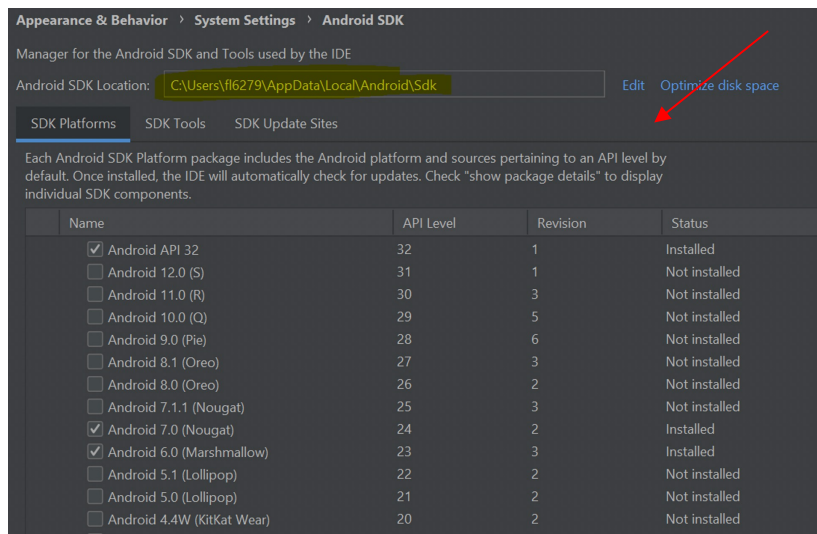 Appearance & Behavior › System Settings › Android SDK
Manager for the Android SDK and Tools used by the IDE
Android SDK Location: C:\Users\fl6279\AppData\Local\Android\Sdk Edit Optimize disk space
SDK Platforms SDK Tools SDK Update Sites
Each Android SDK Platform package includes the Android platform and sources pertaining to an API level by
default. Once installed, the IDE will automatically check for updates. Check "show package details" to display
individual SDK components.
Name API Level Revision Status
Android API 32 32 1 Installed
Android 12.0 (S) 31 1 Not installed
Android 11.0 (R) 30 3 Not installed
Android 10.0 (Q) 29 5 Not installed
Android 9.0 (Pie) 28 6 Not installed
Android 8.1 (Oreo) 27 3 Not installed
Android 8.0 (Oreo) 26 2 Not installed
Android 7.1.1 (Nougat) 25 3 Not installed
Android 7.0 (Nougat) 24 2 Installed
Android 6.0 (Marshmallow) 23 3 Installed
Android 5.1 (Lollipop) 22 2 Not installed
Android 5.0 (Lollipop) 21 2 Not installed
Android 4.4W (KitKat Wear) 20 2 Not installed